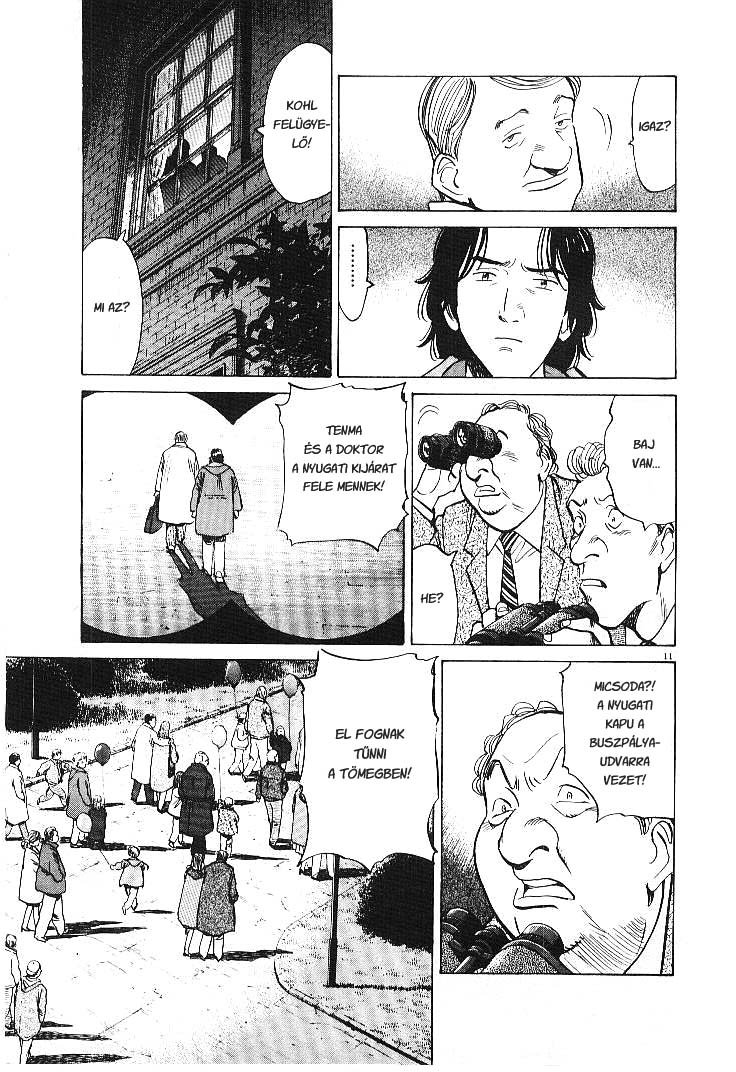 IGAZ?
.........
KOHL
FELÜGYE-
LŐ!
MI AZ?
BAJ
VAN...
HE?
TENMA
ÉS A DOKTOR
A NYUGATI KIJÁRAT
FELE MENNEK!
11
MICSODA?!
A NYUGATI
KAPU A
BUSZPÁLYA-
UDVARRA
VEZET!
EL FOGNAK
TŰNNI
A TÖMEGBEN!